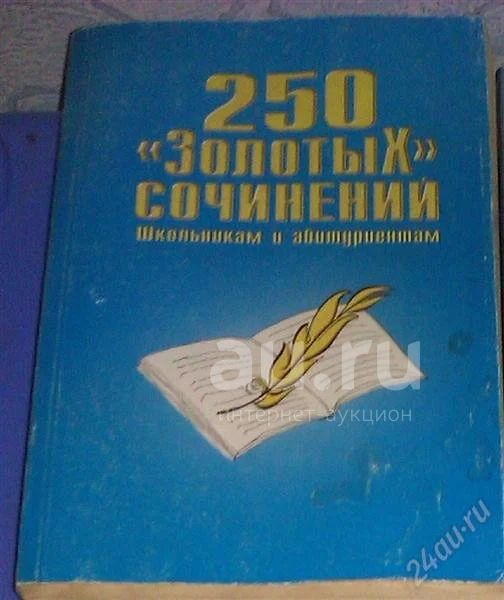 250
«Золотых»
сочинений
Школьникам и абитуриентам
au.ru
интернет-аукцион
24au.ru